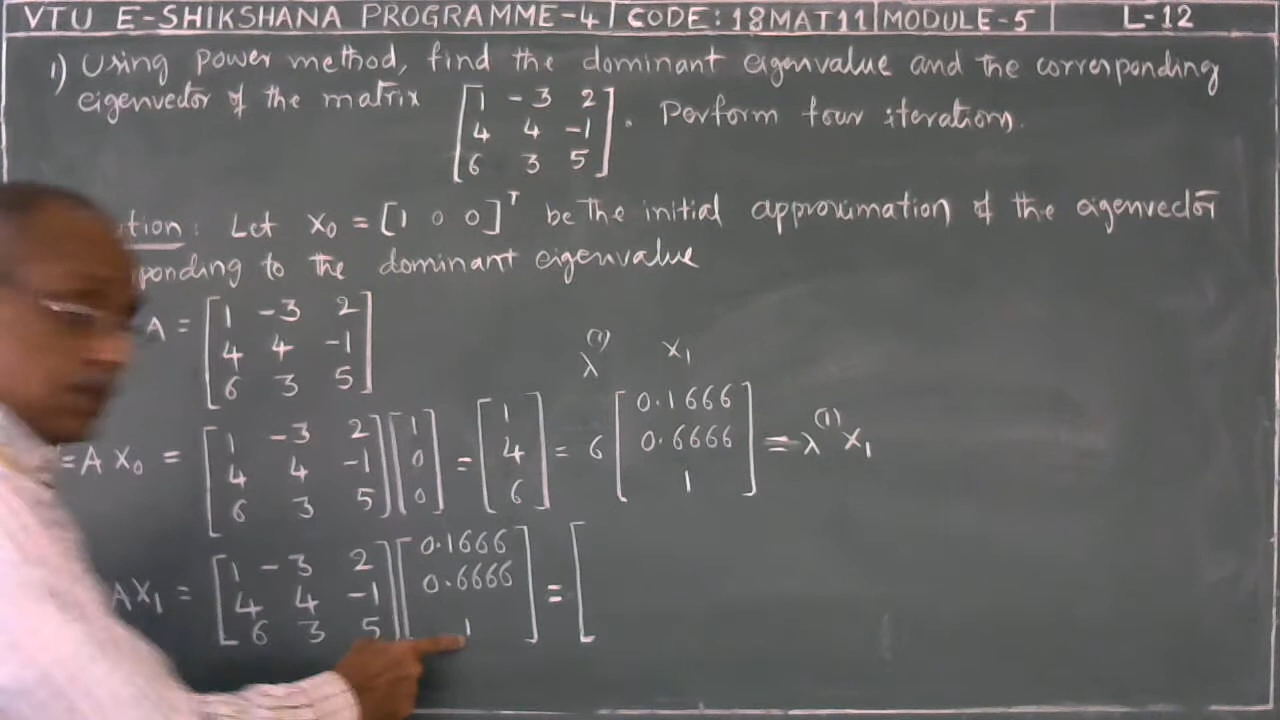 VTU E-SHIKSHANA PROGRAMME-4 CODE: 18MAT11 MODULE-5 L-12
1) Using power method, find the dominant eigenvalue and the corresponding
eigenvector of the matrix [1 -3 2
4 4 -1
6 3 5]. Perform four iterations.
tion: Let X₀ = [1 0 0]ᵀ be the initial approximation of the eigenvector
ponding to the dominant eigenvalue
A = [1 -3 2
4 4 -1
6 3 5]
λ⁽¹⁾ X₁
= A X₀ = [1 -3 2
4 4 -1
6 3 5] [1
0
0] = [1
4
6] = 6 [0.1666
0.6666
1] = λ⁽¹⁾ X₁
AX₁ = [1 -3 2
4 4 -1
6 3 5] [0.1666
0.6666
1] = [